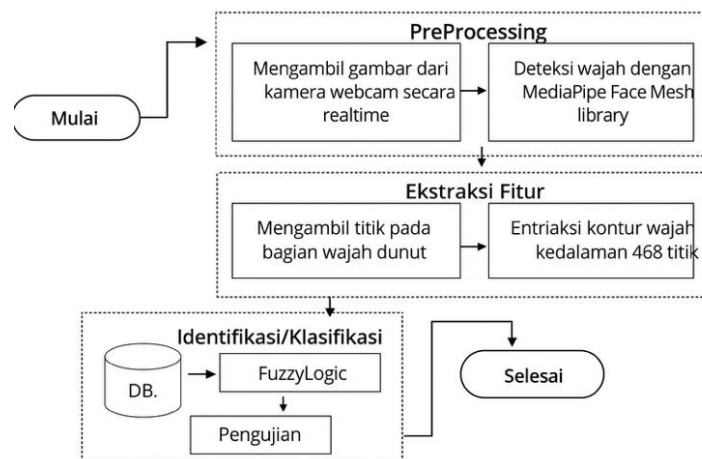 PreProcessing
Mengambil gambar dari
kamera webcam secara
realtime
Deteksi wajah dengan
MediaPipe Face Mesh
library
Mulai
Ekstraksi Fitur
Mengambil titik pada
bagian wajah dunut
Entriaksi kontur wajah
kedalaman 468 titik
Identifikasi/Klasifikasi
DB.
FuzzyLogic
Pengujian
Selesai